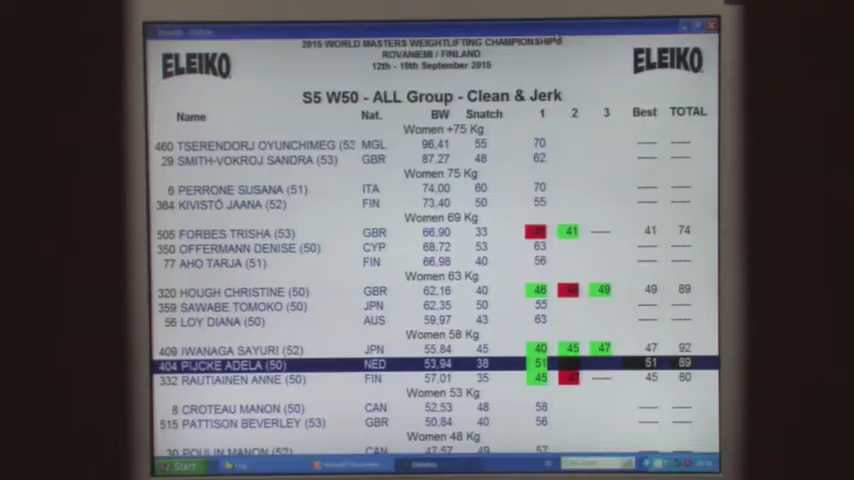 2015 WORLD MASTERS WEIGHTLIFTING CHAMPIONSHIPS
ROVANIEMI / FINLAND
12th - 19th September 2015
ELEIKO
ELEIKO
S5 W50 - ALL Group - Clean & Jerk
Name Nat. BW Snatch 1 2 3 Best TOTAL
Women +75 Kg
460 TSERENDORJ OYUNCHIMEG (53 MGL 96,41 55 70 ---- ----
29 SMITH-VOKROJ SANDRA (53) GBR 87,27 48 62 ---- ----
Women 75 Kg
6 PERRONE SUSANA (51) ITA 74,00 60 70 ---- ----
364 KIVISTÖ JAANA (52) FIN 73,40 50 55 ---- ----
Women 69 Kg
505 FORBES TRISHA (53) GBR 66,90 33 41 ---- 41 74
350 OFFERMANN DENISE (50) CYP 68,72 53 63 ---- ----
77 AHO TARJA (51) FIN 66,98 40 56 ---- ----
Women 63 Kg
320 HOUGH CHRISTINE (50) GBR 62,16 40 46 49 49 89
359 SAWABE TOMOKO (50) JPN 62,35 50 55 ---- ----
56 LOY DIANA (50) AUS 59,97 43 63 ---- ----
Women 58 Kg
409 IWANAGA SAYURI (52) JPN 55,84 45 40 45 47 47 92
404 PIJCKE ADELA (50) NED 53,94 38 51 51 89
332 RAUTIAINEN ANNE (50) FIN 57,01 35 45 ---- 45 80
Women 53 Kg
8 CROTEAU MANON (50) CAN 52,53 48 58 ---- ----
515 PATTISON BEVERLEY (53) GBR 50,84 40 56 ---- ----
Women 48 Kg
30 POULIN MANON (52) CAN 47,57 49 57 ---- ----
Start